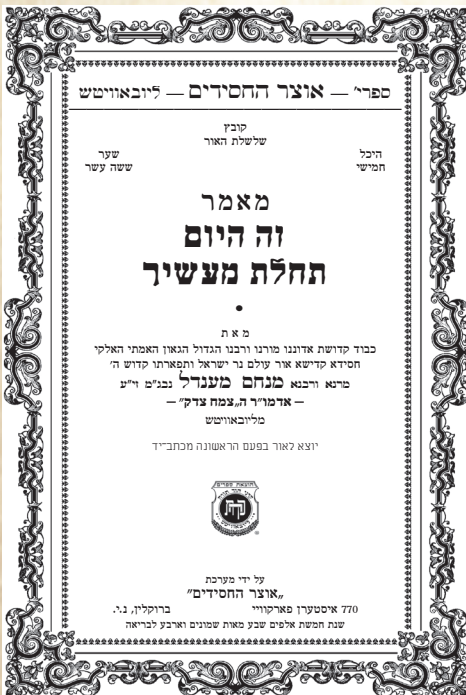 ספרי' — אוצר החסידים — ליובאוויטש
קובץ
שלשלת האור
היכל שער
חמישי ששה עשר
מאמר
זה היום
תחלת מעשיך
•
מאת
כבוד קדושת אדוננו מורנו ורבנו הגדול הגאון האמתי האלקי
חסידא קדישא אור עולם נר ישראל ותפארתו קדוש ה'
מרנא ורבנא מנחם מענדל נבג"מ זי"ע
— אדמו"ר ה„צמח צדק" —
מליובאוויטש
יוצא לאור בפעם הראשונה מכתב־יד
הוצאת ספרים
קה"ת
על ידי מערכת
„אוצר החסידים"
770 איסטערן פארקוויי ברוקלין, נ.י.
שנת חמשת אלפים שבע מאות שמונים וארבע לבריאה